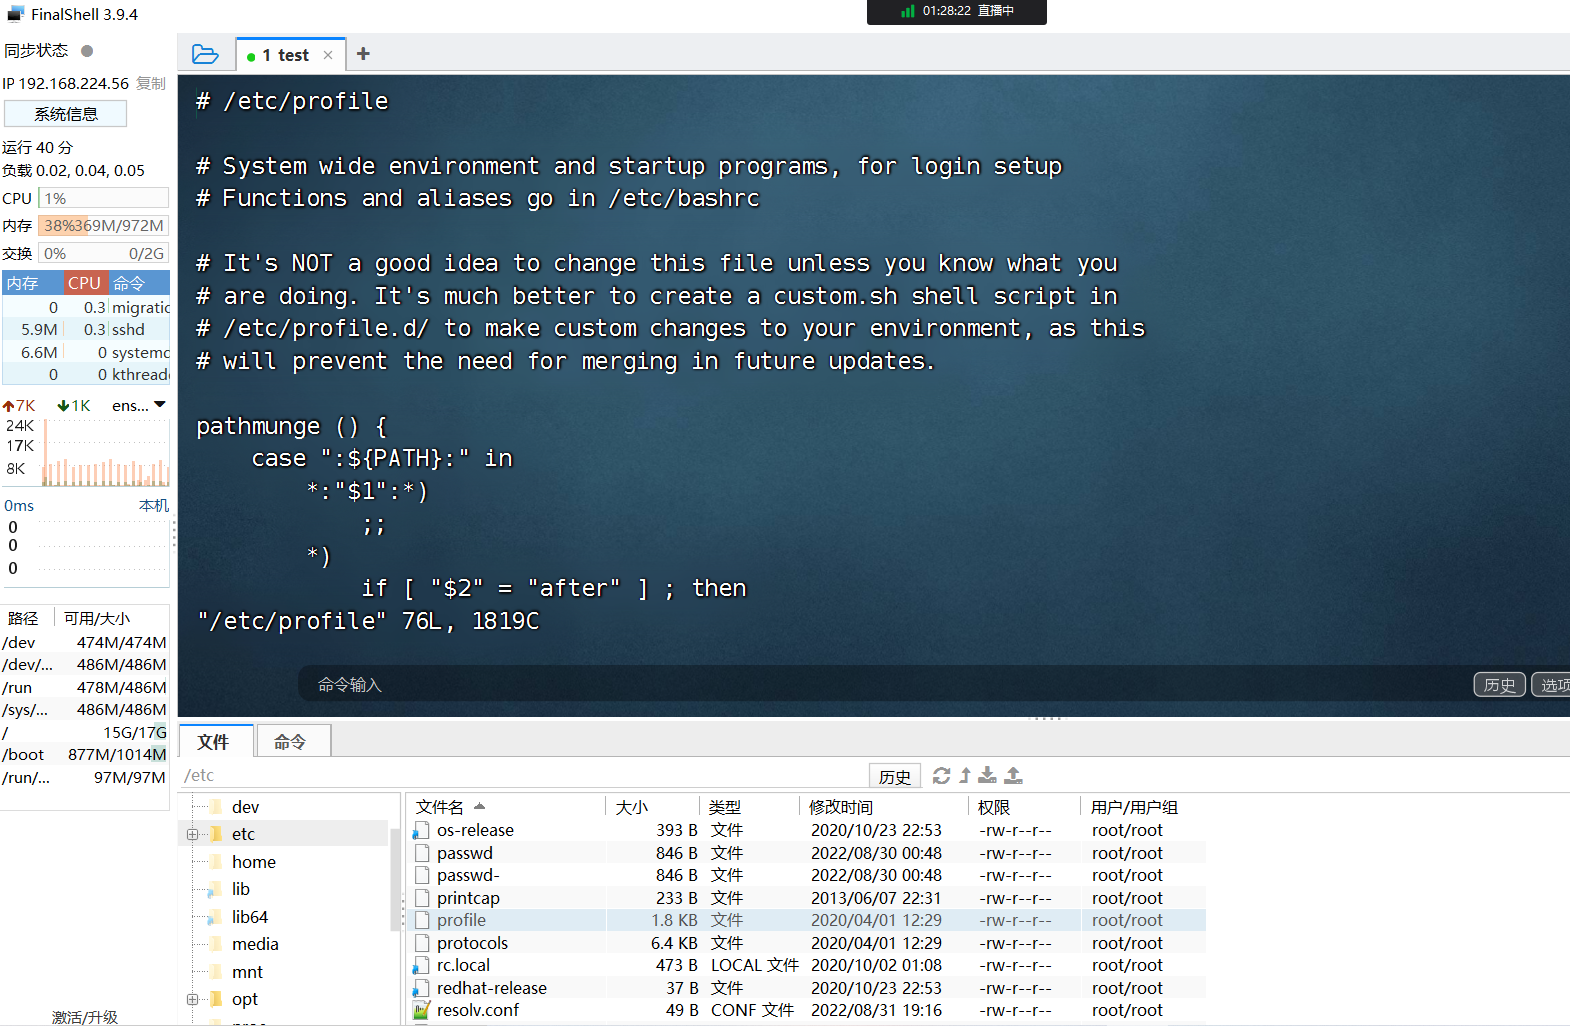 FinalShell 3.9.4
01:28:22 直播中
同步状态
1 test × +
IP 192.168.224.56 复制
系统信息
运行 40 分
负载 0.02, 0.04, 0.05
CPU 1%
内存 38% 369M/972M
交换 0% 0/2G
内存 CPU 命令
0 0.3 migratic
5.9M 0.3 sshd
6.6M 0 systemc
0 0 kthread
7K 1K ens...
24K
17K
8K
0ms 本机
0
0
0
路径 可用/大小
/dev 474M/474M
/dev/... 486M/486M
/run 478M/486M
/sys/... 486M/486M
/ 15G/17G
/boot 877M/1014M
/run/... 97M/97M
激活/升级
# /etc/profile
# System wide environment and startup programs, for login setup
# Functions and aliases go in /etc/bashrc
# It's NOT a good idea to change this file unless you know what you
# are doing. It's much better to create a custom.sh shell script in
# /etc/profile.d/ to make custom changes to your environment, as this
# will prevent the need for merging in future updates.
pathmunge () {
case ":${PATH}:" in
*:"$1":*)
;;
*)
if [ "$2" = "after" ] ; then
"/etc/profile" 76L, 1819C
命令输入 历史 选项
文件 命令
/etc 历史
dev
etc
home
lib
lib64
media
mnt
opt
文件名 大小 类型 修改时间 权限 用户/用户组
os-release 393 B 文件 2020/10/23 22:53 -rw-r--r-- root/root
passwd 846 B 文件 2022/08/30 00:48 -rw-r--r-- root/root
passwd- 846 B 文件 2022/08/30 00:48 -rw-r--r-- root/root
printcap 233 B 文件 2013/06/07 22:31 -rw-r--r-- root/root
profile 1.8 KB 文件 2020/04/01 12:29 -rw-r--r-- root/root
protocols 6.4 KB 文件 2020/04/01 12:29 -rw-r--r-- root/root
rc.local 473 B LOCAL 文件 2020/10/02 01:08 -rw-r--r-- root/root
redhat-release 37 B 文件 2020/10/23 22:53 -rw-r--r-- root/root
resolv.conf 49 B CONF 文件 2022/08/31 19:16 -rw-r--r-- root/root